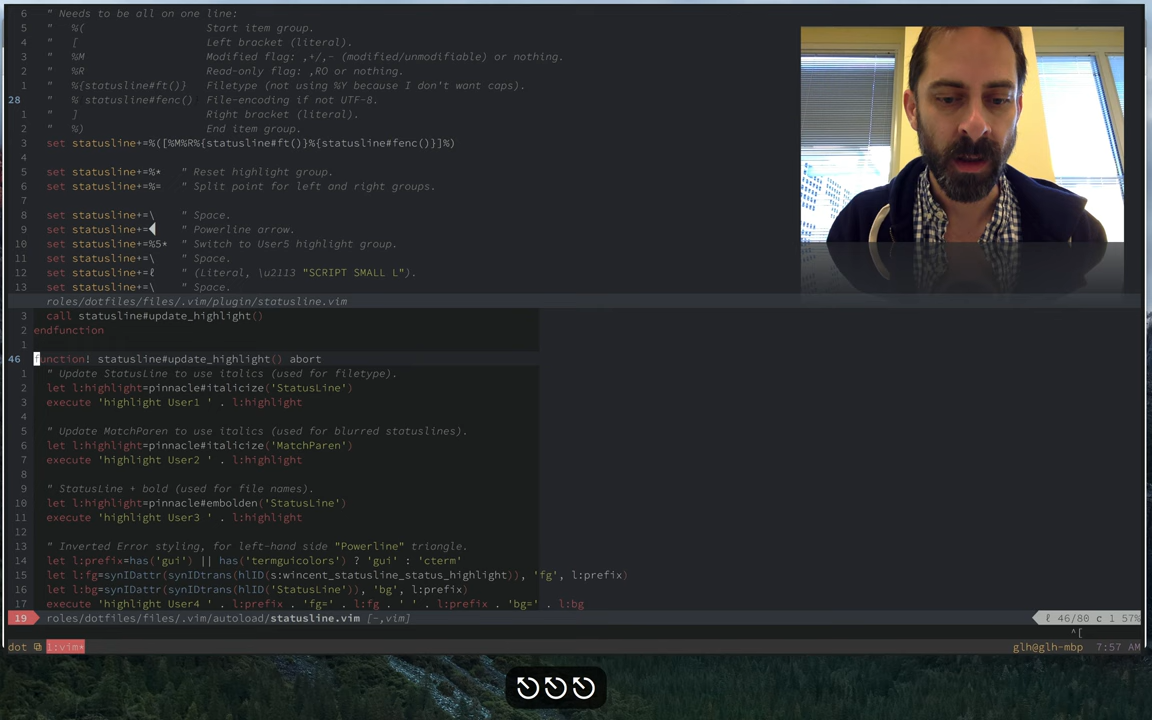 6 " Needs to be all on one line:
5 " %( Start item group.
4 " [ Left bracket (literal).
3 " %M Modified flag: ,+/,- (modified/unmodifiable) or nothing.
2 " %R Read-only flag: ,RO or nothing.
1 " %{statusline#ft()} Filetype (not using %Y because I don't want caps).
28 " % statusline#fenc() File-encoding if not UTF-8.
1 " ] Right bracket (literal).
2 " %) End item group.
3 set statusline+=%([%M%R%{statusline#ft()}%{statusline#fenc()}]%)
4
5 set statusline+=%* " Reset highlight group.
6 set statusline+=%= " Split point for left and right groups.
7
8 set statusline+=\ " Space.
9 set statusline+= " Powerline arrow.
10 set statusline+=%5* " Switch to User5 highlight group.
11 set statusline+=\ " Space.
12 set statusline+=ℓ " (Literal, \u2113 "SCRIPT SMALL L").
13 set statusline+=\ " Space.
roles/dotfiles/files/.vim/plugin/statusline.vim
3 call statusline#update_highlight()
2 endfunction
1
46 function! statusline#update_highlight() abort
1 " Update StatusLine to use italics (used for filetype).
2 let l:highlight=pinnacle#italicize('StatusLine')
3 execute 'highlight User1 ' . l:highlight
4
5 " Update MatchParen to use italics (used for blurred statuslines).
6 let l:highlight=pinnacle#italicize('MatchParen')
7 execute 'highlight User2 ' . l:highlight
8
9 " StatusLine + bold (used for file names).
10 let l:highlight=pinnacle#embolden('StatusLine')
11 execute 'highlight User3 ' . l:highlight
12
13 " Inverted Error styling, for left-hand side "Powerline" triangle.
14 let l:prefix=has('gui') || has('termguicolors') ? 'gui' : 'cterm'
15 let l:fg=synIDattr(synIDtrans(hlID(s:wincent_statusline_status_highlight)), 'fg', l:prefix)
16 let l:bg=synIDattr(synIDtrans(hlID('StatusLine')), 'bg', l:prefix)
17 execute 'highlight User4 ' . l:prefix . 'fg=' . l:fg . ' ' . l:prefix . 'bg=' . l:bg
19 roles/dotfiles/files/.vim/autoload/statusline.vim [-,vim] ℓ 46/80 c 1 57%
^[
dot 1:vim* glh@glh-mbp 7:57 AM